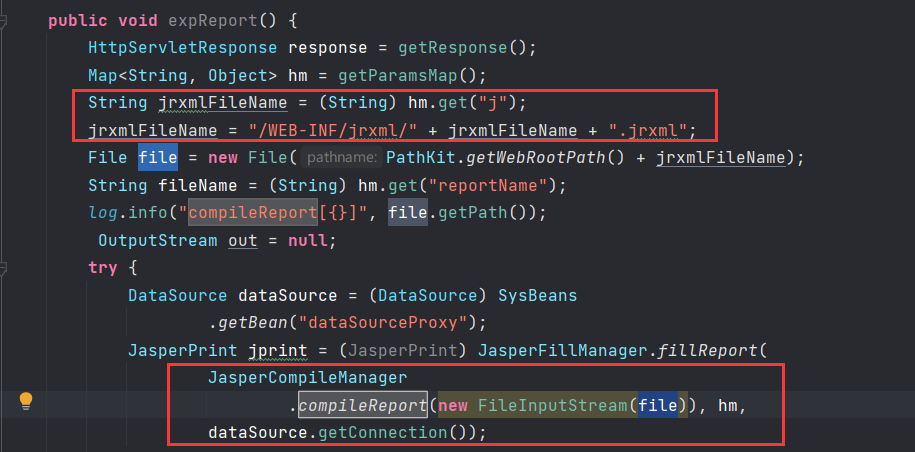 public void expReport() {
HttpServletResponse response = getResponse();
Map<String, Object> hm = getParamsMap();
String jrxmlFileName = (String) hm.get("j");
jrxmlFileName = "/WEB-INF/jrxml/" + jrxmlFileName + ".jrxml";
File file = new File( pathname: PathKit.getWebRootPath() + jrxmlFileName);
String fileName = (String) hm.get("reportName");
log.info("compileReport[{}]", file.getPath());
OutputStream out = null;
try {
DataSource dataSource = (DataSource) SysBeans
.getBean("dataSourceProxy");
JasperPrint jprint = (JasperPrint) JasperFillManager.fillReport(
JasperCompileManager
.compileReport(new FileInputStream(file)), hm,
dataSource.getConnection());